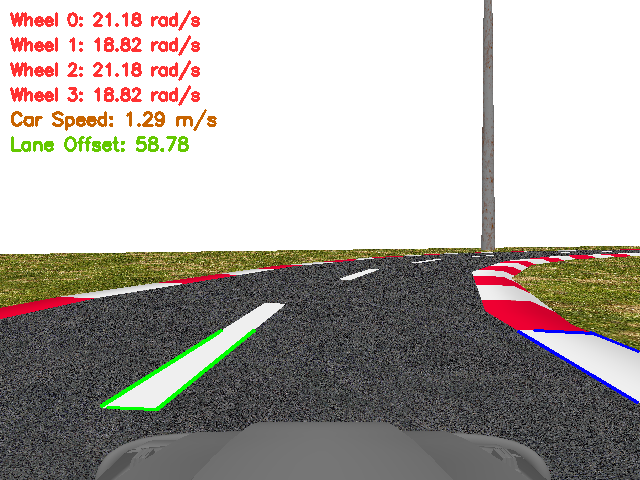 Wheel 0: 21.18 rad/s
Wheel 1: 18.82 rad/s
Wheel 2: 21.18 rad/s
Wheel 3: 18.82 rad/s
Car Speed: 1.29 m/s
Lane Offset: 58.78